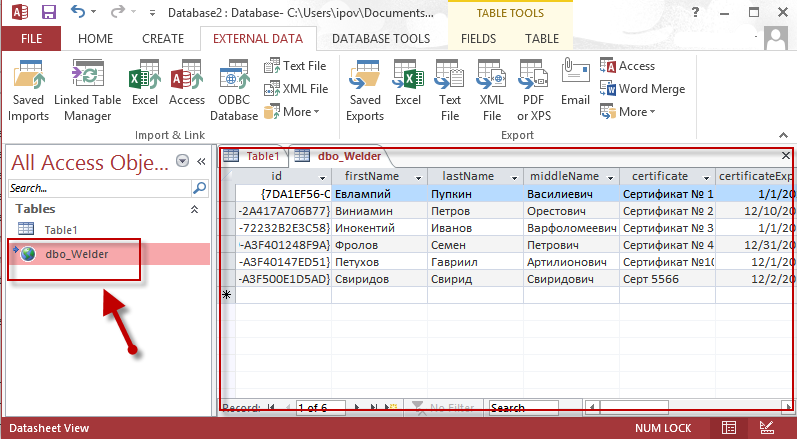 Database2 : Database- C:\Users\ipov\Documents...
TABLE TOOLS
?
FILE HOME CREATE EXTERNAL DATA DATABASE TOOLS FIELDS TABLE
Saved Imports
Linked Table Manager
Excel
Access
ODBC Database
Text File
XML File
More
Import & Link
Saved Exports
Excel
Text File
XML File
PDF or XPS
Email
Access
Word Merge
More
Export
All Access Obje...
Search...
Tables
Table1
dbo_Welder
Table1 dbo_Welder
id firstName lastName middleName certificate certificateExp
{7DA1EF56-C Евлампий Пупкин Василиевич Сертификат № 1 1/1/20
-2A417A706B77} Виниамин Петров Орестович Сертификат № 2 12/10/20
-72232B2E3C58} Инокентий Иванов Варфоломеевич Сертификат № 3 1/1/20
-A3F401248F9A} Фролов Семен Петрович Сертификат № 4 12/31/20
-A3F40147ED51} Петухов Гавриил Артилионович Сертификат №10 12/1/20
-A3F500E1D5AD} Свиридов Свирид Свиридович Серт 5566 12/2/20
Record: 1 of 6 No Filter Search
Datasheet View NUM LOCK